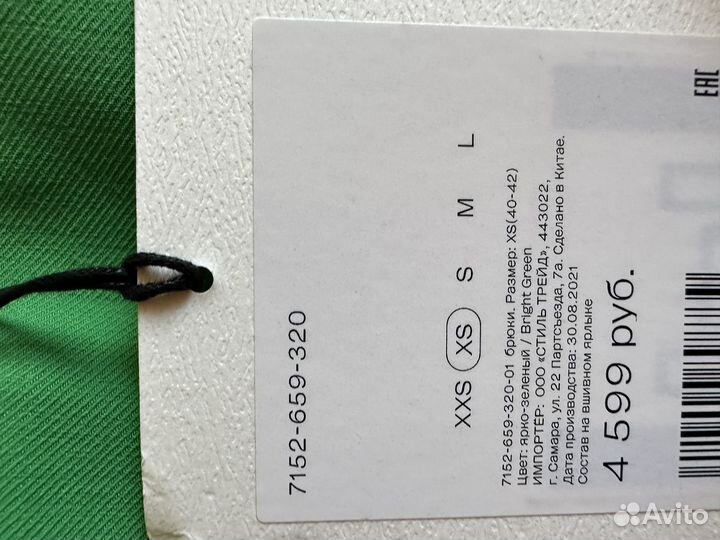 7152-659-320
XXS XS S M L
7152-659-320-01 брюки. Размер: XS(40-42)
Цвет: ярко-зеленый / Bright Green
ИМПОРТЁР: ООО «СТИЛЬ ТРЕЙД», 443022,
г. Самара, ул. 22 Партсъезда, 7а. Сделано в Китае.
Дата производства: 30.08.2021
Состав на вшивном ярлыке
4 599 руб.
EAC
Avito